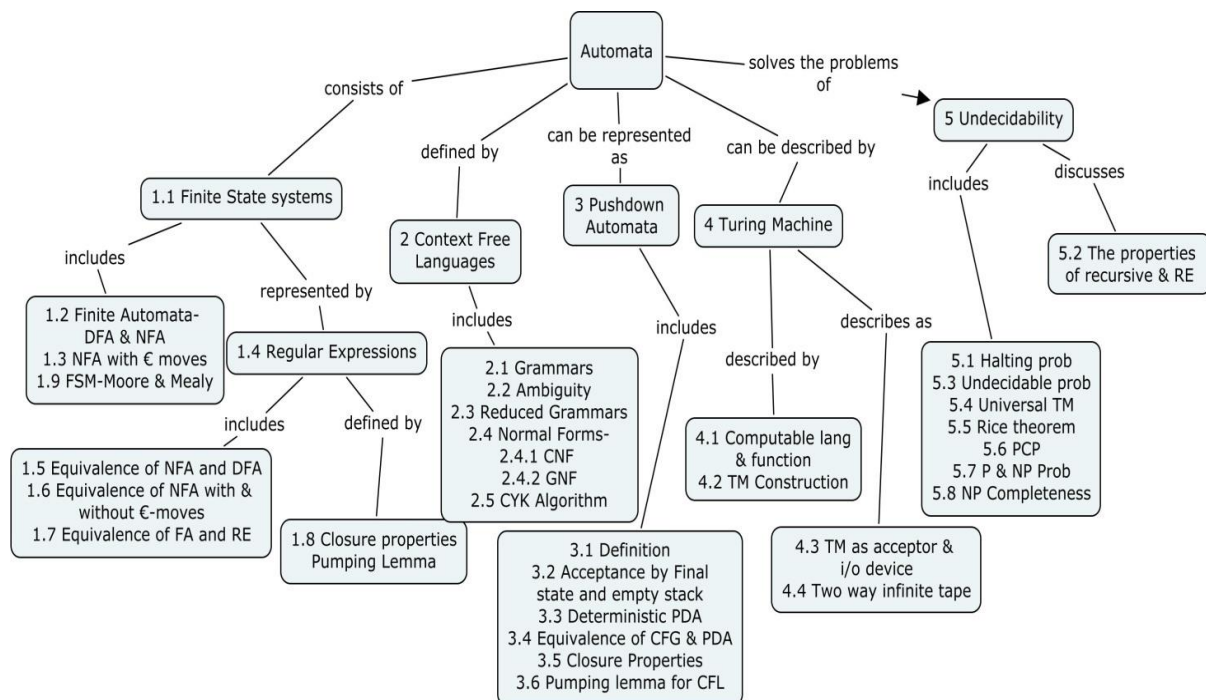 Automata
consists of
defined by
can be represented
as
can be described by
solves the problems
of
1.1 Finite State systems
includes
1.2 Finite Automata-
DFA & NFA
1.3 NFA with € moves
1.9 FSM-Moore & Mealy
represented by
1.4 Regular Expressions
includes
1.5 Equivalence of NFA and DFA
1.6 Equivalence of NFA with &
without €-moves
1.7 Equivalence of FA and RE
defined by
1.8 Closure properties
Pumping Lemma
2 Context Free
Languages
includes
2.1 Grammars
2.2 Ambiguity
2.3 Reduced Grammars
2.4 Normal Forms-
2.4.1 CNF
2.4.2 GNF
2.5 CYK Algorithm
3 Pushdown
Automata
includes
3.1 Definition
3.2 Acceptance by Final
state and empty stack
3.3 Deterministic PDA
3.4 Equivalence of CFG & PDA
3.5 Closure Properties
3.6 Pumping lemma for CFL
4 Turing Machine
described by
4.1 Computable lang
& function
4.2 TM Construction
describes as
4.3 TM as acceptor &
i/o device
4.4 Two way infinite tape
5 Undecidability
includes
5.1 Halting prob
5.3 Undecidable prob
5.4 Universal TM
5.5 Rice theorem
5.6 PCP
5.7 P & NP Prob
5.8 NP Completeness
discusses
5.2 The properties
of recursive & RE